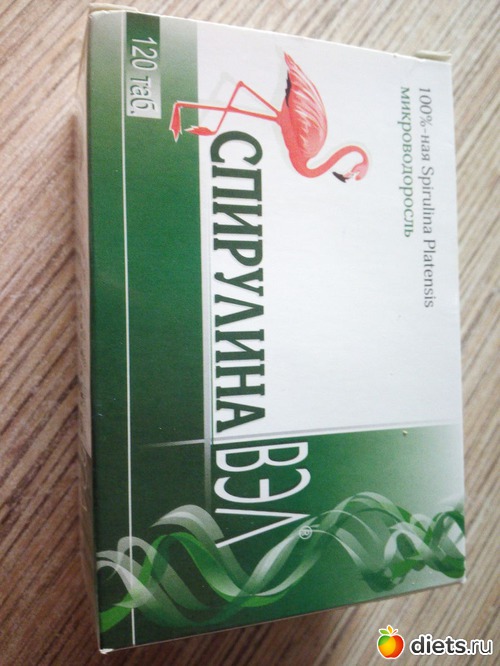 100%-ная Spirulina Platensis
микроводоросль
СПИРУЛИНА ВЭЛ®
120 таб.
diets.ru